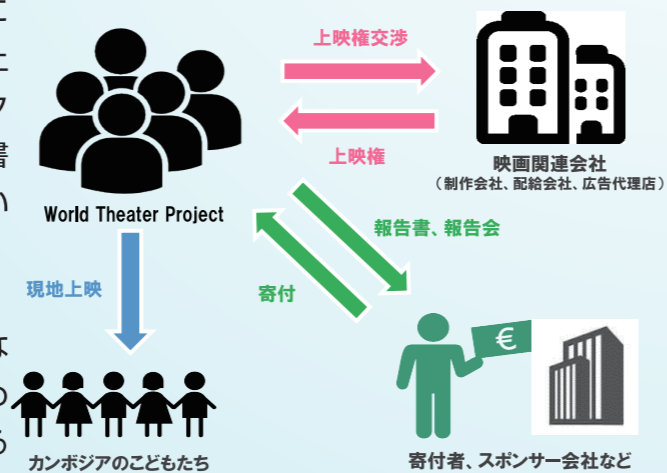 上映権交渉
上映権
映画関連会社
(制作会社、配給会社、広告代理店)
World Theater Project
報告書、報告会
現地上映
寄付
€
カンボジアのこどもたち
寄付者、スポンサー会社など
い